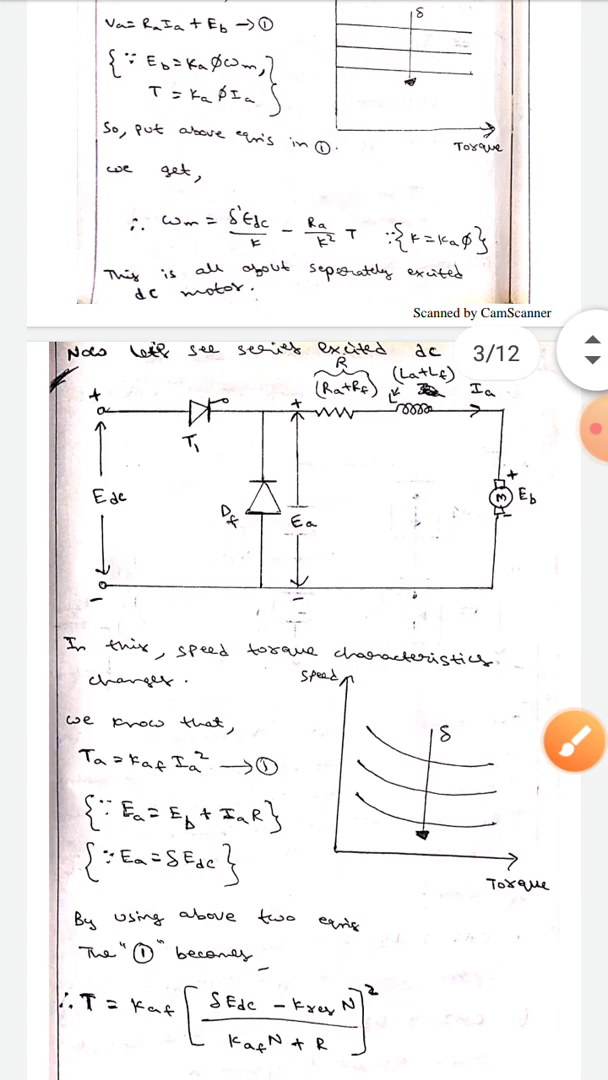 Va = RaIa + Eb → ①
{∵ Eb = Kaφωm,
T = KaφIa}
δ
Torque
So, put above eqn's in ①.
we get,
∴ ωm = δ'Edc/K - Ra/K² T ∵{K = Kaφ}
This is all about separately excited
dc motor.
Scanned by CamScanner
3/12
Now let's see series excited dc
R
(Ra+Rf) (La+Lf) Ia
+ + +
T1
Edc
Df
Ea
M
Eb
- - -
In this, speed torque characteristics
changes.
Speed
we know that,
δ
Ta = Kaf Ia² → ①
{∵ Ea = Eb + IaR}
{∵ Ea = δEdc}
Torque
By using above two eqn's
The "①" becomes
∴ T = Kaf [δEdc - Kres N / KafN + R]²